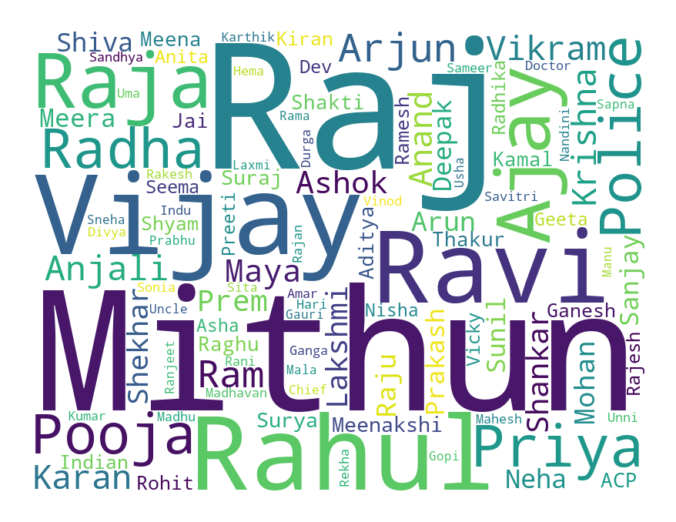 Shiva
Meena
Karthik
Kiran
Raj
Arjun
Vikram
Police
Sandhya
Anita
Hema
Dev
Sameer
Doctor
Raja
Uma
Shakti
Ramesh
Anand
Deepak
Radhika
Ajay
Nandini
Krishna
Sapna
Meera
Jai
Rama
Radha
Durga
Laxmi
Usha
Kamal
Rakesh
Seema
Suraj
Ashok
Savitri
Vijay
Indu
Preeti
Vinod
Sneha
Shyam
Arun
Geeta
Divya
Prabhu
Rajan
Aditya
Thakur
Ravi
Sanjay
Manu
Anjali
Maya
Sonia
Uncle
Sita
Amar
Mithun
Shekhar
Prem
Hari
Gauri
Lakshmi
Nisha
Ganesh
Asha
Raghu
Ganga
Vicky
Sunil
Shankar
Mohan
Rajesh
Ranjeet
Rani
Ram
Mala
Raju
Prakash
Madhavan
Chief
Kumar
Madhu
Surya
Meenakshi
Mahesh
Unni
Pooja
Rahul
Priya
Indian
Gopi
Karan
Rohit
Rekha
Neha
ACP